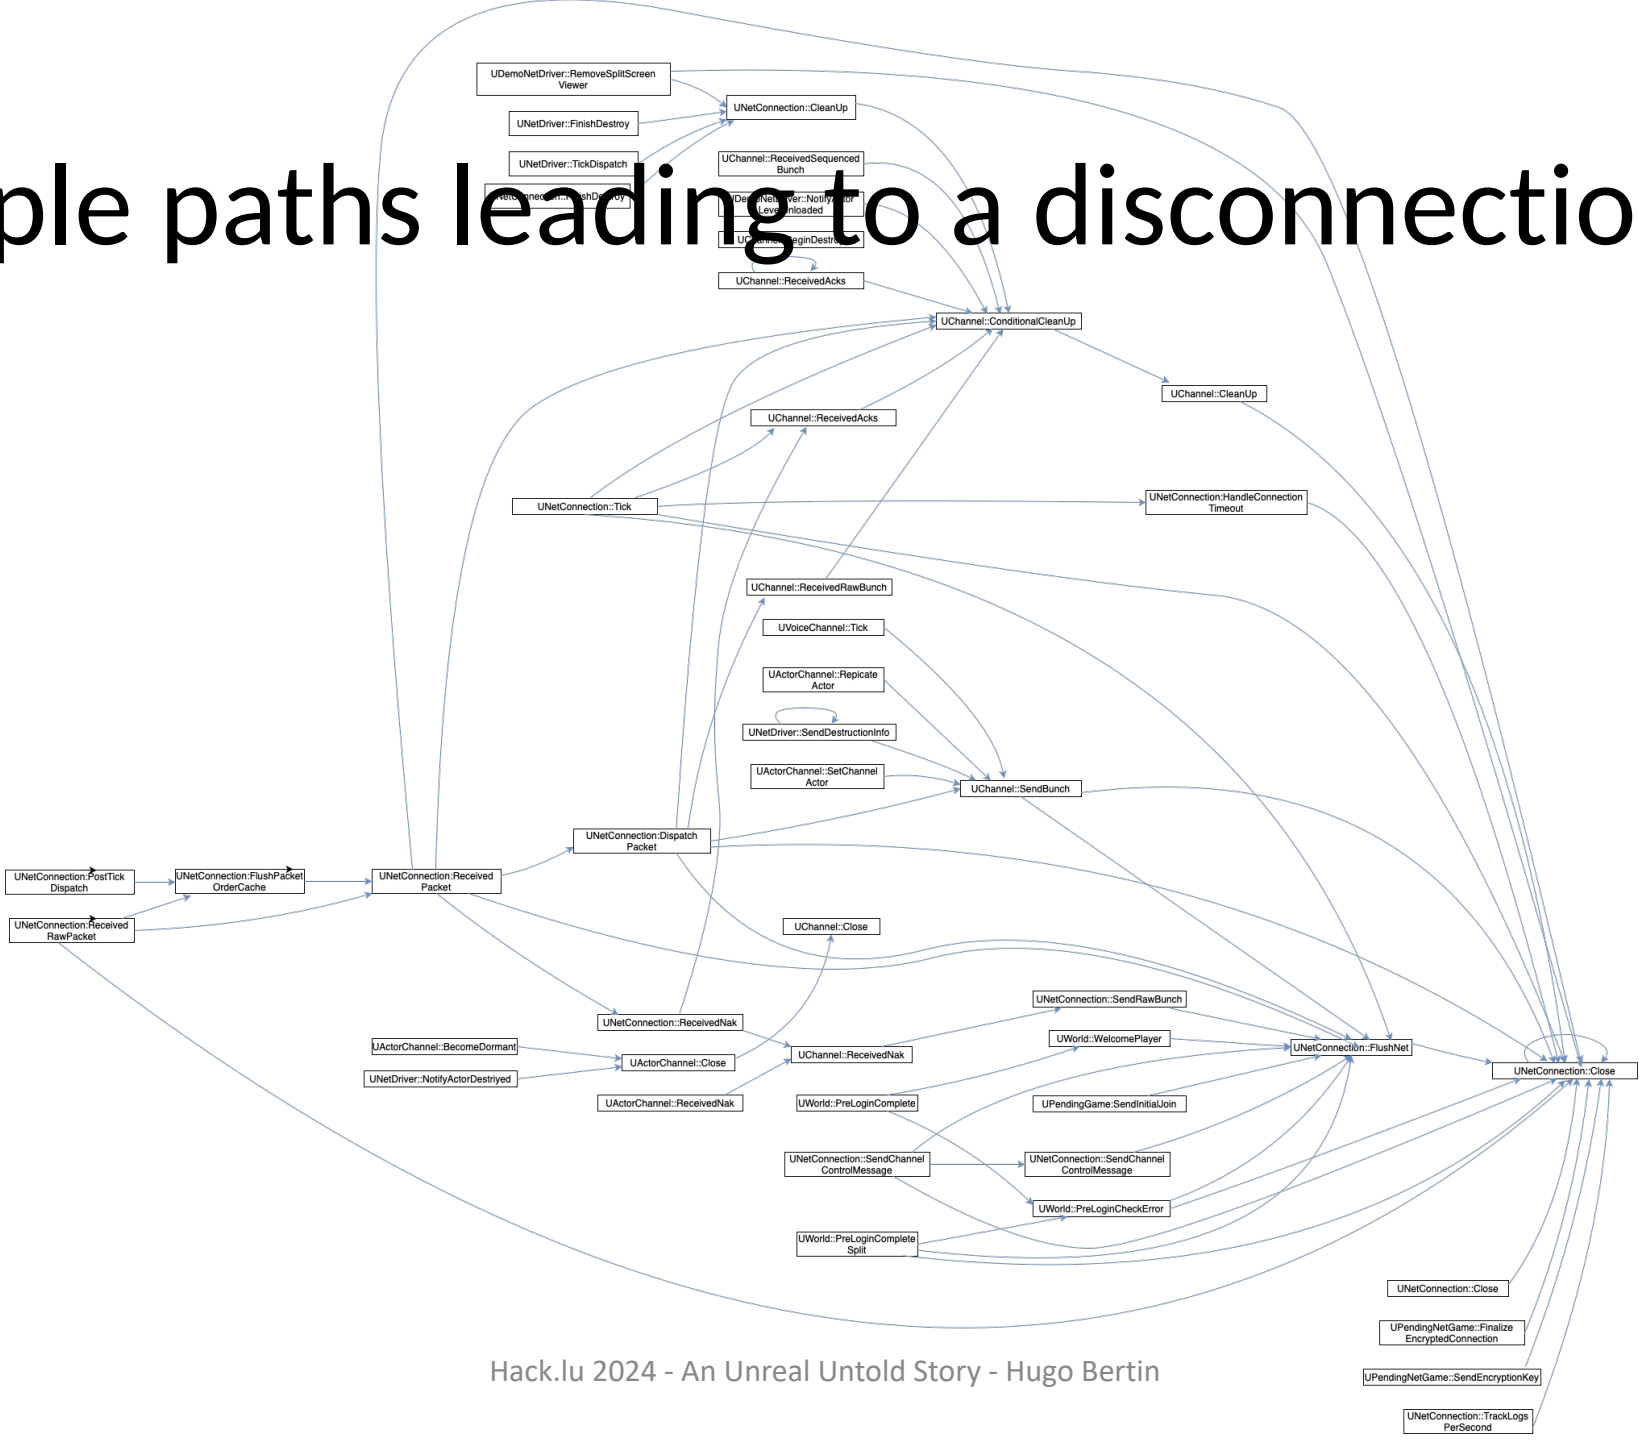 UDemoNetDriver::RemoveSplitScreen
Viewer
UNetConnection::CleanUp
UNetDriver::FinishDestroy
UNetDriver::TickDispatch
UChannel::ReceivedSequenced
Bunch
ple paths leading to a disconnectio
UChannel::ReceivedAcks
UChannel::ConditionalCleanUp
UChannel::CleanUp
UChannel::ReceivedAcks
UNetConnection::Tick
UNetConnection:HandleConnection
Timeout
UChannel::ReceivedRawBunch
UVoiceChannel::Tick
UActorChannel::Repicate
Actor
UNetDriver::SendDestructionInfo
UActorChannel::SetChannel
Actor
UChannel::SendBunch
UNetConnection:Dispatch
Packet
UNetConnection:PostTick
Dispatch
UNetConnection:FlushPacket
OrderCache
UNetConnection:Received
Packet
UNetConnection:Received
RawPacket
UChannel::Close
UNetConnection::SendRawBunch
UNetConnection::ReceivedNak
UWorld::WelcomePlayer
UActorChannel::BecomeDormant
UNetConnection::FlushNet
UActorChannel::Close
UChannel::ReceivedNak
UNetConnection::Close
UNetDriver::NotifyActorDestriyed
UActorChannel::ReceivedNak
UWorld::PreLoginComplete
UPendingGame:SendInitialJoin
UNetConnection::SendChannel
ControlMessage
UNetConnection::SendChannel
ControlMessage
UWorld::PreLoginCheckError
UWorld::PreLoginComplete
Split
UNetConnection::Close
UPendingNetGame::Finalize
EncryptedConnection
Hack.lu 2024 - An Unreal Untold Story - Hugo Bertin
UPendingNetGame::SendEncryptionKey
UNetConnection::TrackLogs
PerSecond